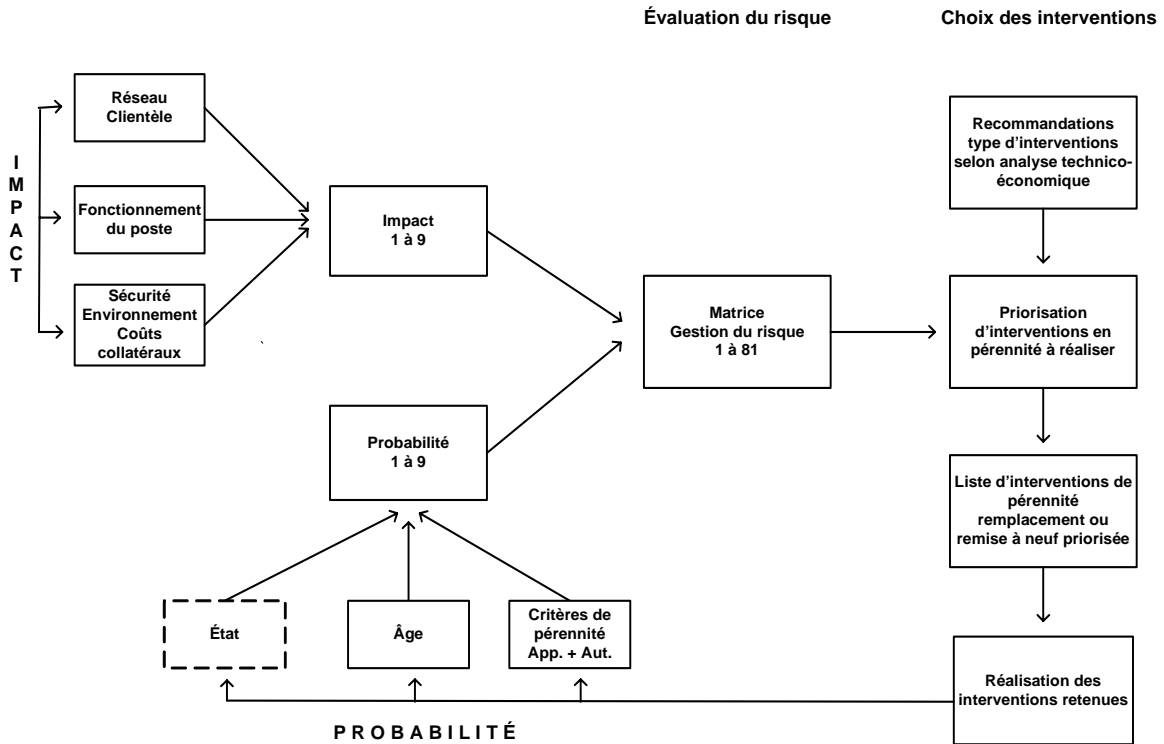 Évaluation du risque
Choix des interventions
I
M
P
A
C
T
Réseau
Clientèle
Fonctionnement
du poste
Sécurité
Environnement
Coûts
collatéraux
Impact
1 à 9
Probabilité
1 à 9
Matrice
Gestion du risque
1 à 81
Recommandations
type d’interventions
selon analyse technico-
économique
Priorisation
d’interventions en
pérennité à réaliser
Liste d’interventions de
pérennité
remplacement ou
remise à neuf priorisée
Réalisation des
interventions retenues
État
Âge
Critères de
pérennité
App. + Aut.
P R O B A B I L I T É